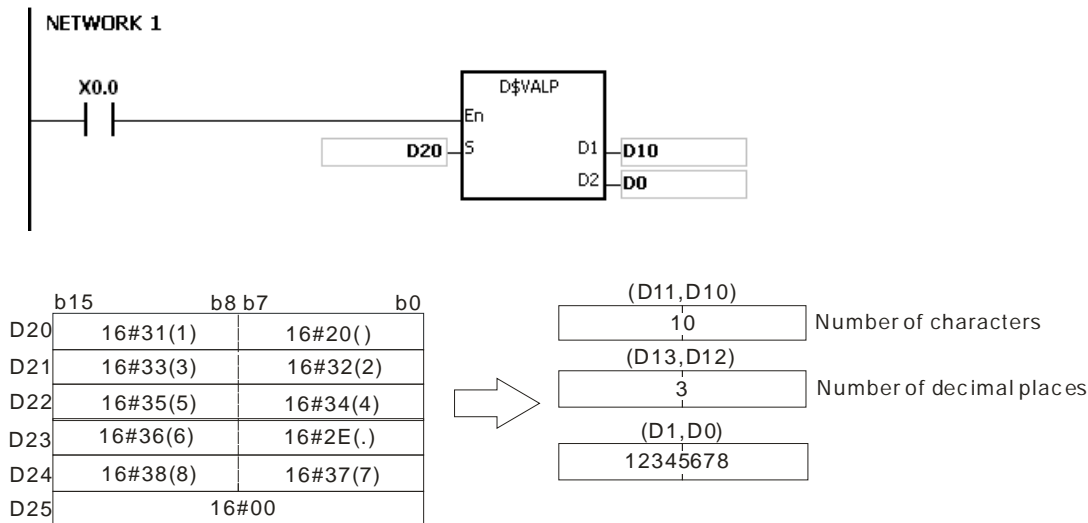 NETWORK 1
X0.0
D$VALP
En
D20 S D1 D10
D2 D0
b15 b8 b7 b0
D20 16#31(1) 16#20( )
D21 16#33(3) 16#32(2)
D22 16#35(5) 16#34(4)
D23 16#36(6) 16#2E(.)
D24 16#38(8) 16#37(7)
D25 16#00
(D11,D10)
10 Number of characters
(D13,D12)
3 Number of decimal places
(D1,D0)
12345678